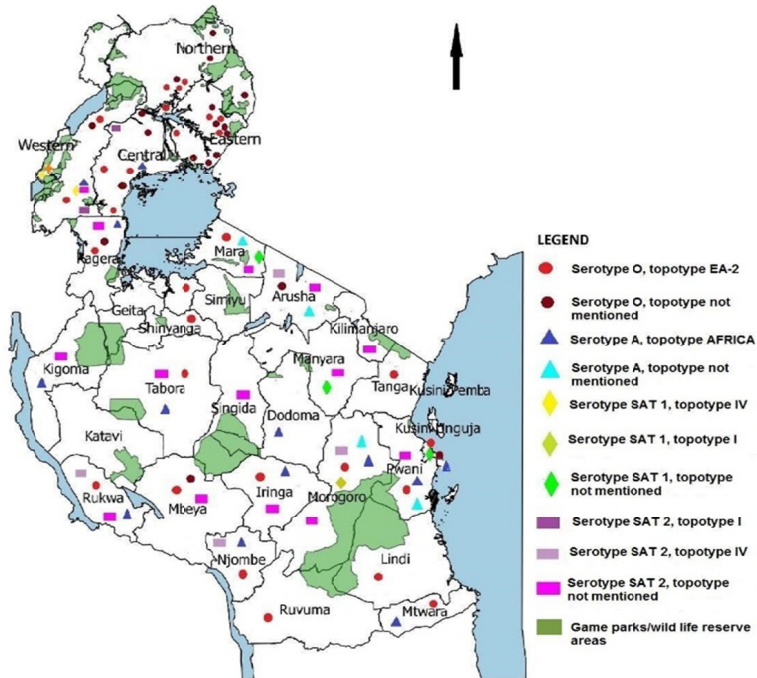 Northern
Western
Eastern
Central
Kagera
Mara
Geita
Simiyu
Arusha
Shinyanga
Kilimanjaro
Kigoma
Manyara
Tabora
Tanga
Kusini Pemba
Singida
Dodoma
Katavi
Kusini Unguja
Pwani
Rukwa
Mbeya
Iringa
Morogoro
Njombe
Lindi
Ruvuma
Mtwara
LEGEND
Serotype O, topotype EA-2
Serotype O, topotype not
mentioned
Serotype A, topotype AFRICA
Serotype A, topotype not
mentioned
Serotype SAT 1, topotype IV
Serotype SAT 1, topotype I
Serotype SAT 1, topotype
not mentioned
Serotype SAT 2, topotype I
Serotype SAT 2, topotype IV
Serotype SAT 2, topotype
not mentioned
Game parks/wild life reserve
areas